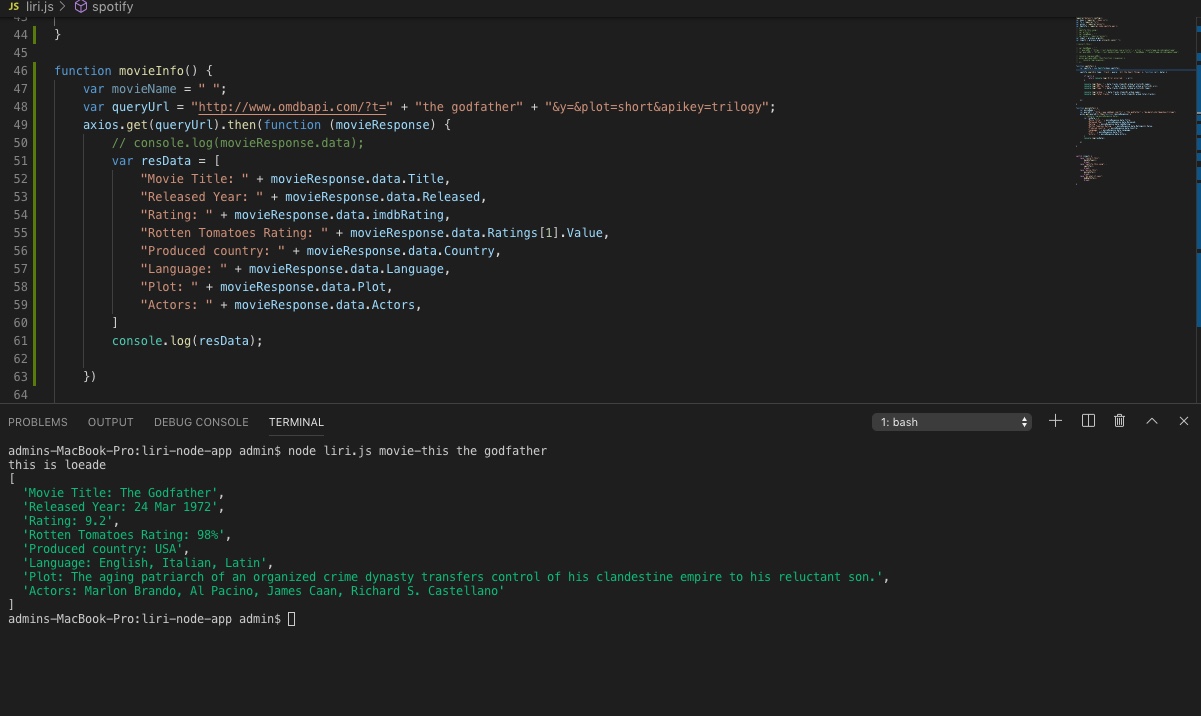 JS liri.js > spotify
43
44 }
45
46 function movieInfo() {
47 var movieName = " ";
48 var queryUrl = "http://www.omdbapi.com/?t=" + "the godfather" + "&y=&plot=short&apikey=trilogy";
49 axios.get(queryUrl).then(function (movieResponse) {
50 // console.log(movieResponse.data);
51 var resData = [
52 "Movie Title: " + movieResponse.data.Title,
53 "Released Year: " + movieResponse.data.Released,
54 "Rating: " + movieResponse.data.imdbRating,
55 "Rotten Tomatoes Rating: " + movieResponse.data.Ratings[1].Value,
56 "Produced country: " + movieResponse.data.Country,
57 "Language: " + movieResponse.data.Language,
58 "Plot: " + movieResponse.data.Plot,
59 "Actors: " + movieResponse.data.Actors,
60 ]
61 console.log(resData);
62
63 })
64
PROBLEMS OUTPUT DEBUG CONSOLE TERMINAL 1: bash
admins-MacBook-Pro:liri-node-app admin$ node liri.js movie-this the godfather
this is loeade
[
'Movie Title: The Godfather',
'Released Year: 24 Mar 1972',
'Rating: 9.2',
'Rotten Tomatoes Rating: 98%',
'Produced country: USA',
'Language: English, Italian, Latin',
'Plot: The aging patriarch of an organized crime dynasty transfers control of his clandestine empire to his reluctant son.',
'Actors: Marlon Brando, Al Pacino, James Caan, Richard S. Castellano'
]
admins-MacBook-Pro:liri-node-app admin$